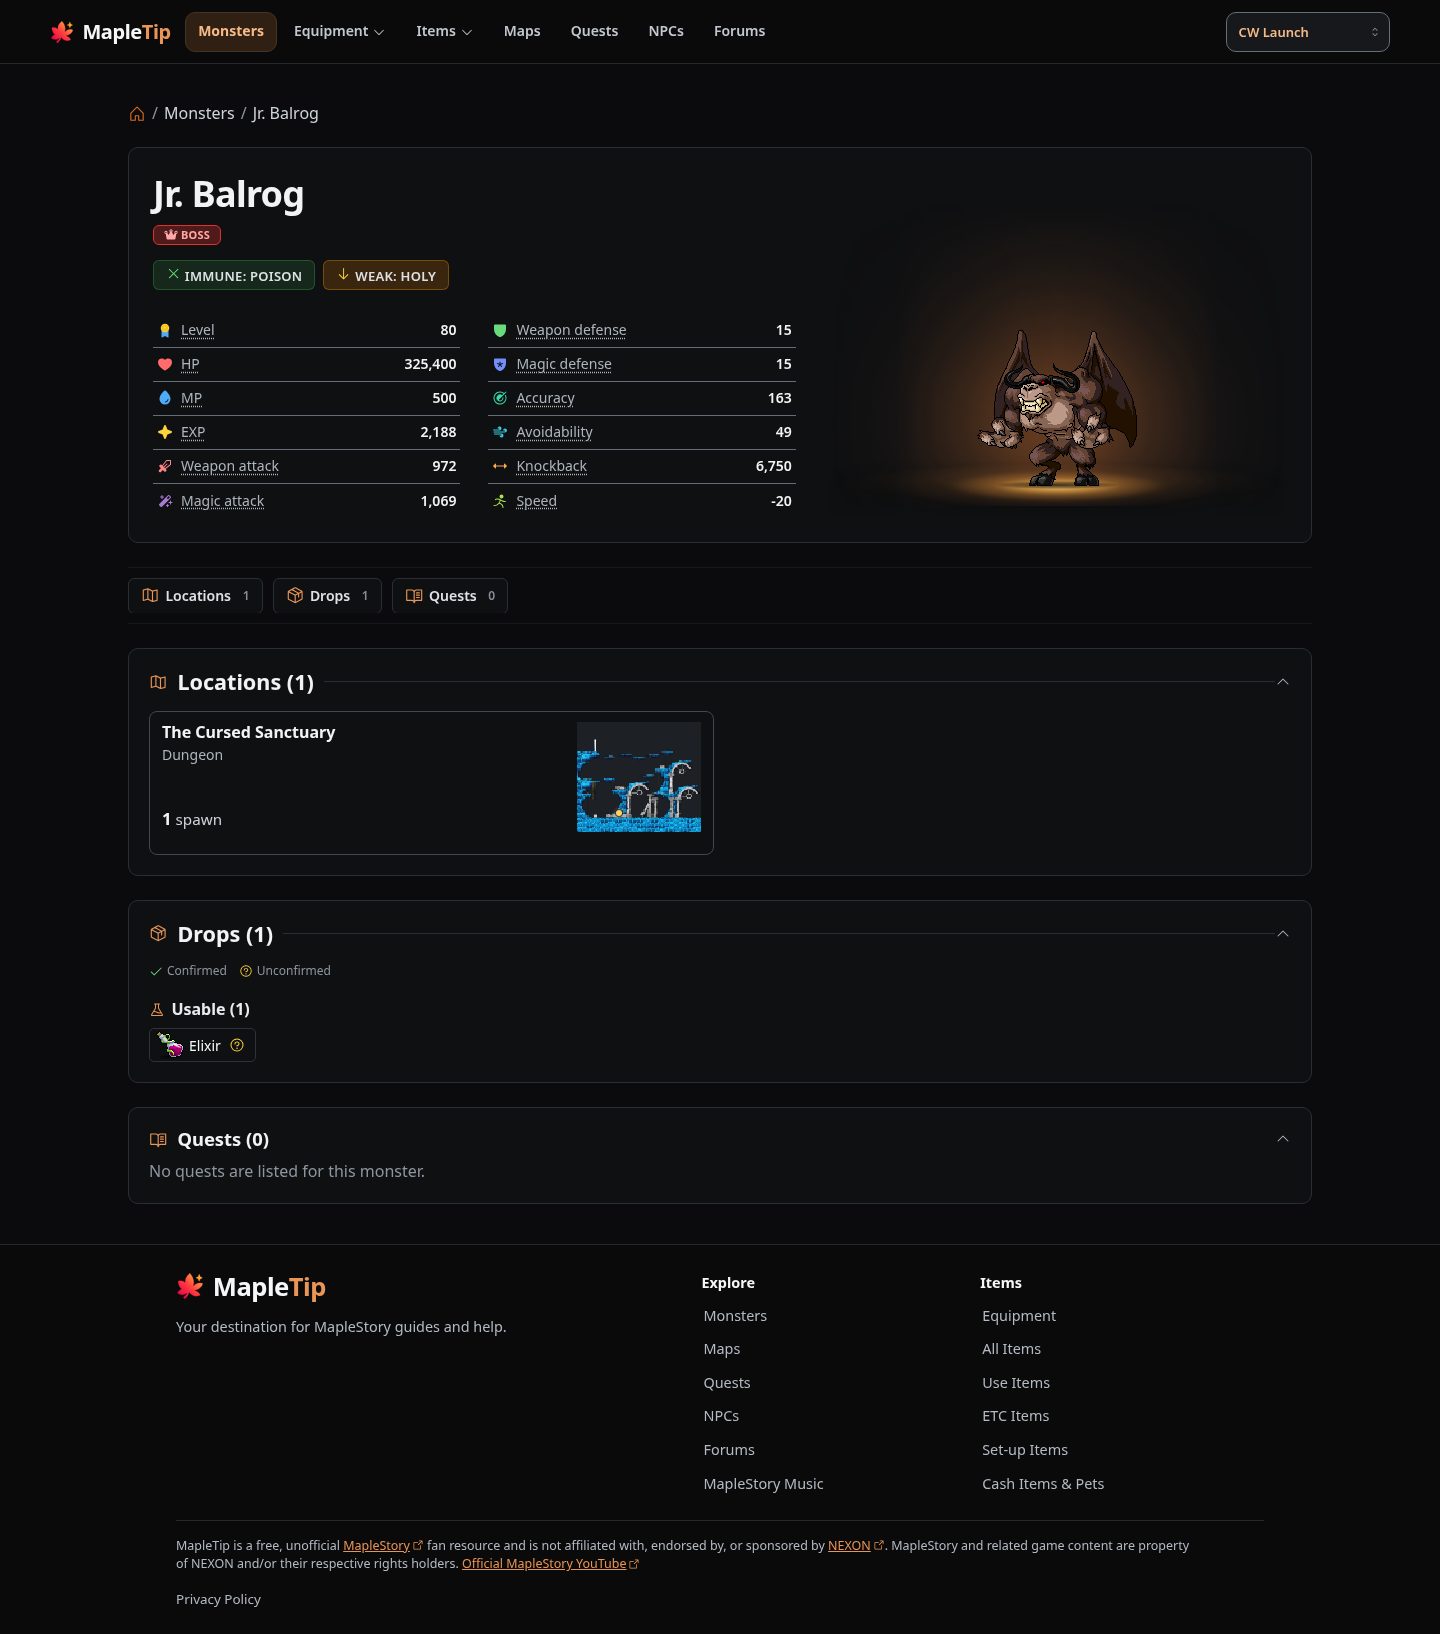 MapleTip Monsters Equipment Items Maps Quests NPCs Forums CW Launch
/ Monsters / Jr. Balrog
Jr. Balrog
BOSS
IMMUNE: POISON WEAK: HOLY
Level 80 Weapon defense 15
HP 325,400 Magic defense 15
MP 500 Accuracy 163
EXP 2,188 Avoidability 49
Weapon attack 972 Knockback 6,750
Magic attack 1,069 Speed -20
Locations 1 Drops 1 Quests 0
Locations (1)
The Cursed Sanctuary
Dungeon
1 spawn
Drops (1)
Confirmed Unconfirmed
Usable (1)
Elixir
Quests (0)
No quests are listed for this monster.
MapleTip Explore Items
Your destination for MapleStory guides and help. Monsters Equipment
Maps All Items
Quests Use Items
NPCs ETC Items
Forums Set-up Items
MapleStory Music Cash Items & Pets
MapleTip is a free, unofficial MapleStory fan resource and is not affiliated with, endorsed by, or sponsored by NEXON. MapleStory and related game content are property
of NEXON and/or their respective rights holders. Official MapleStory YouTube
Privacy Policy